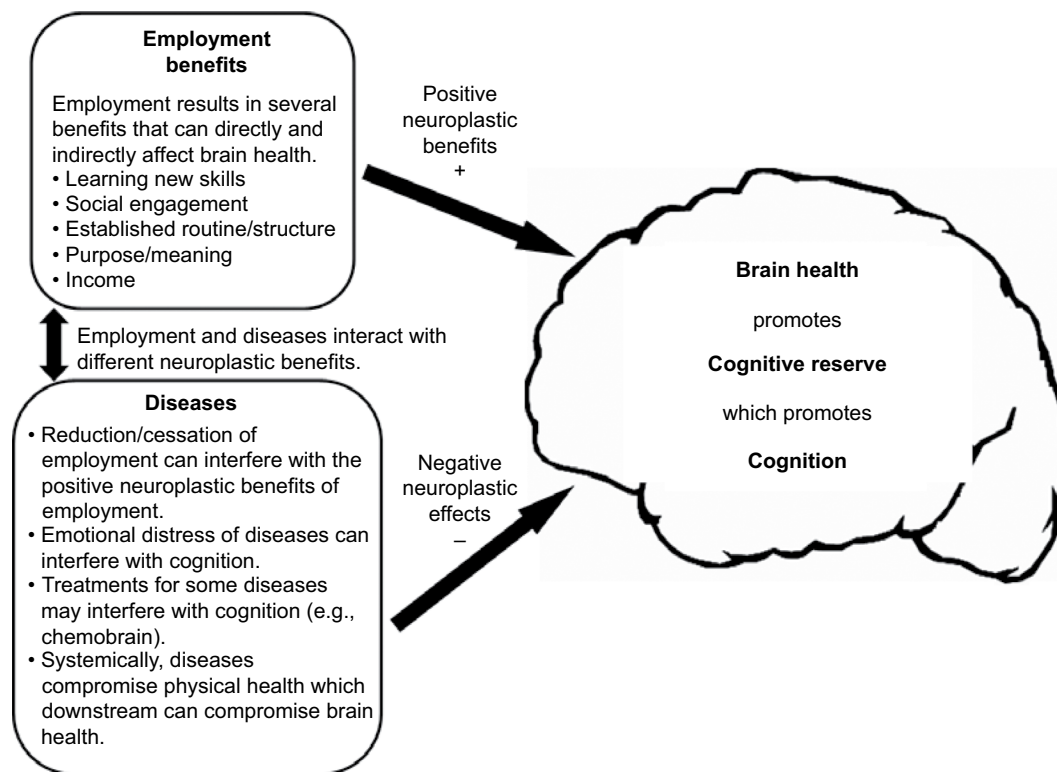 Employment
benefits
Employment results in several
benefits that can directly and
indirectly affect brain health.
• Learning new skills
• Social engagement
• Established routine/structure
• Purpose/meaning
• Income
Positive
neuroplastic
benefits
+
Employment and diseases interact with
different neuroplastic benefits.
Diseases
• Reduction/cessation of
employment can interfere with the
positive neuroplastic benefits of
employment.
• Emotional distress of diseases can
interfere with cognition.
• Treatments for some diseases
may interfere with cognition (e.g.,
chemobrain).
• Systemically, diseases
compromise physical health which
downstream can compromise brain
health.
Negative
neuroplastic
effects
–
Brain health
promotes
Cognitive reserve
which promotes
Cognition